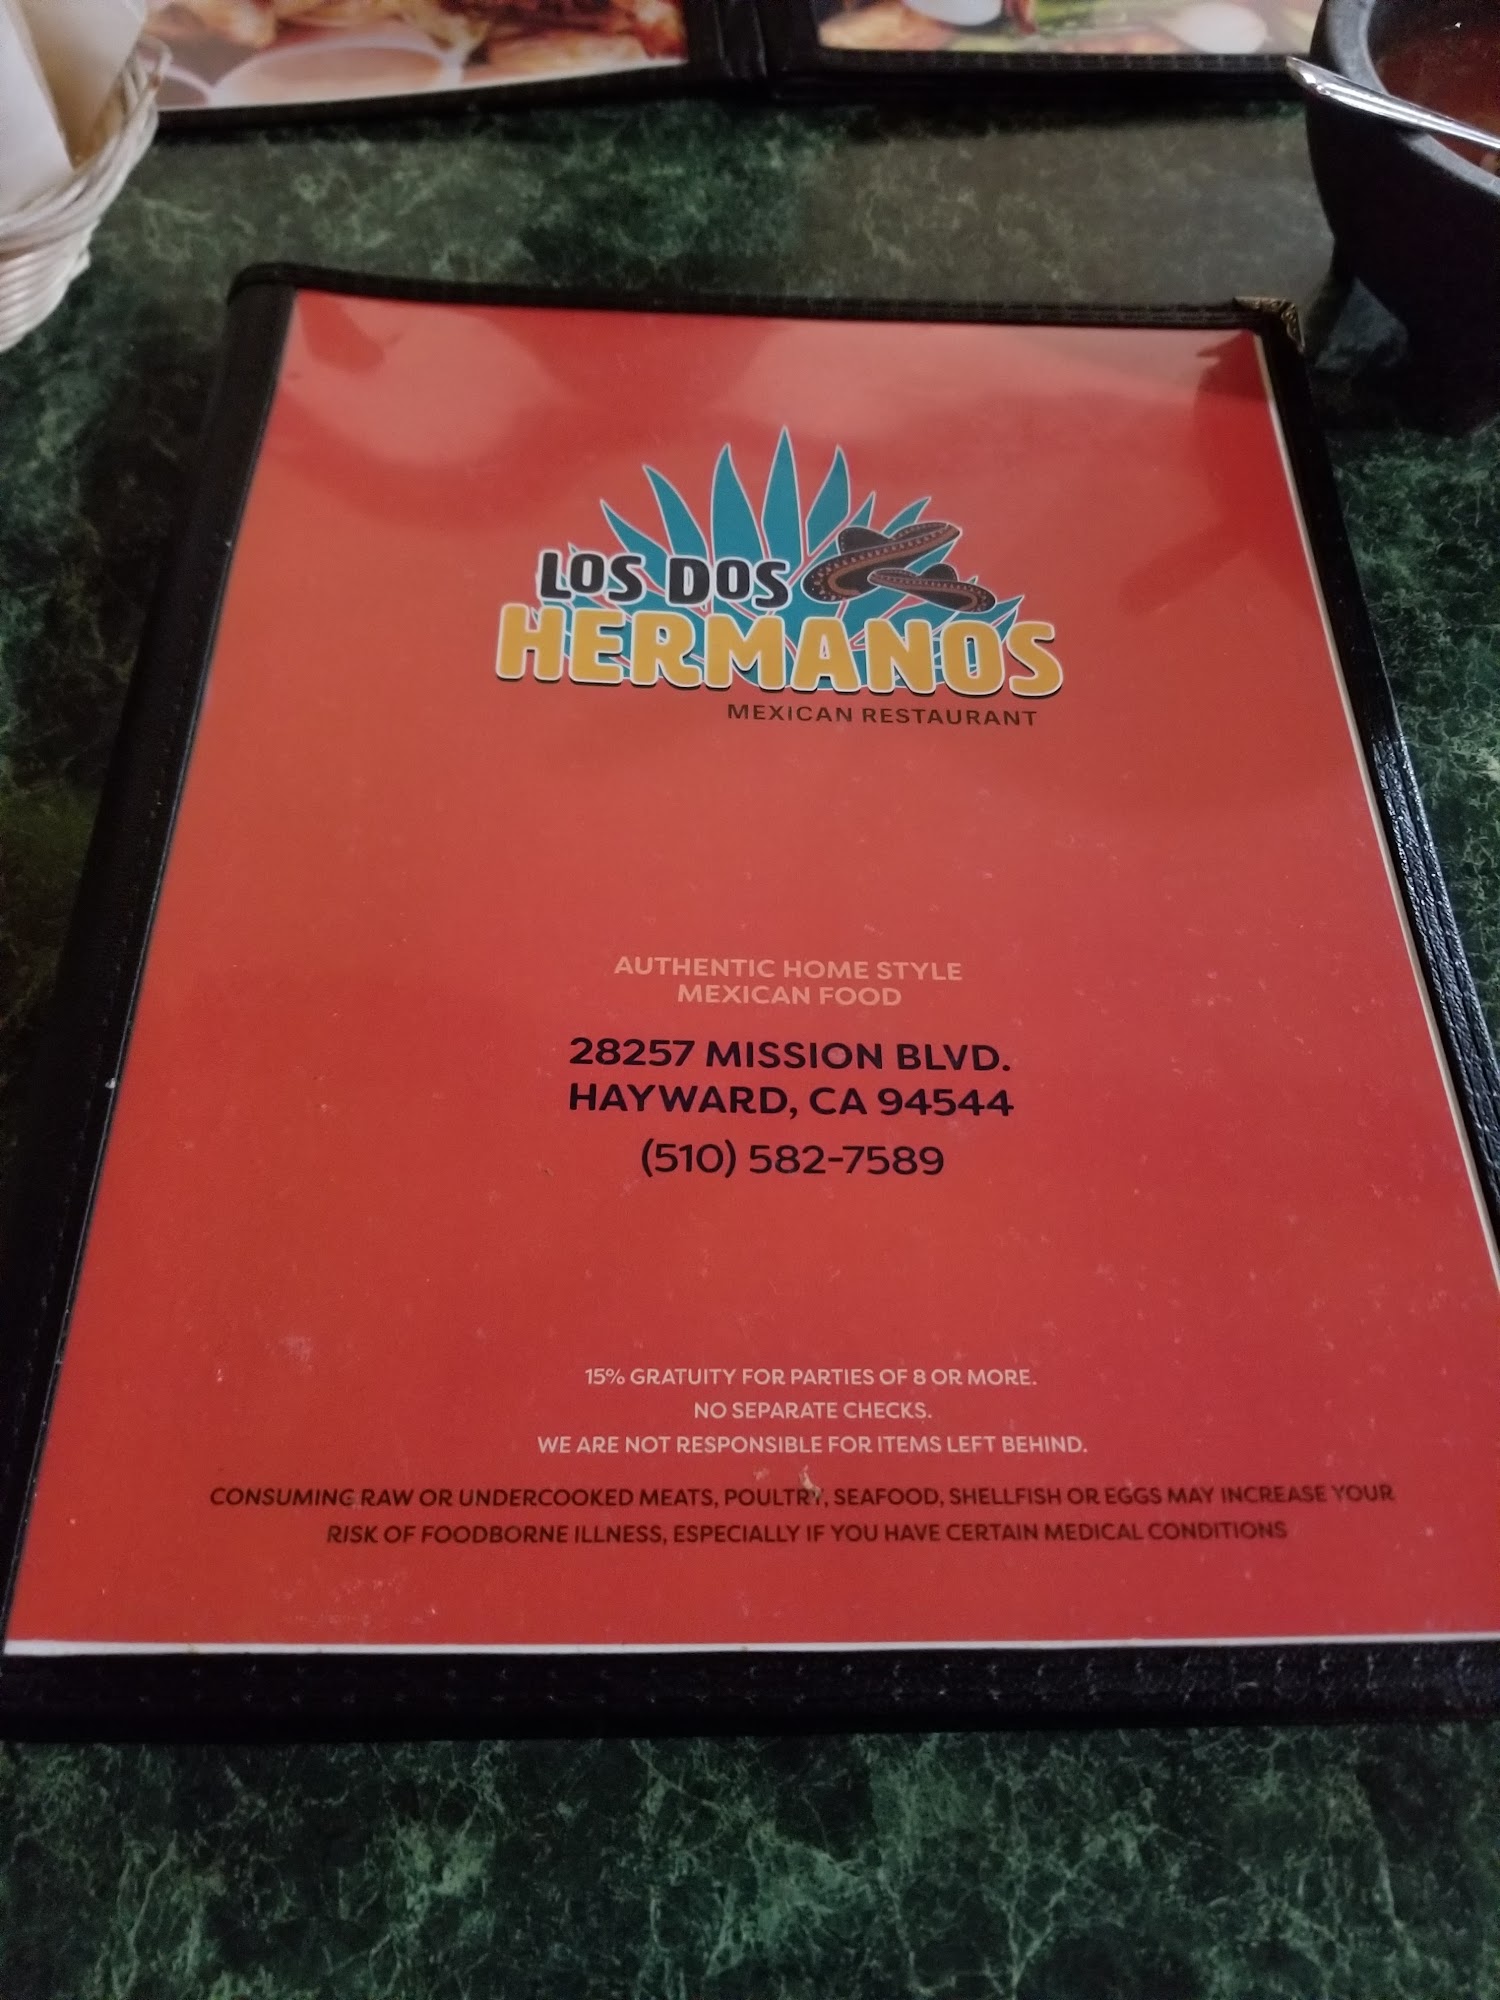 LOS DOS
HERMANOS
MEXICAN RESTAURANT
AUTHENTIC HOME STYLE
MEXICAN FOOD
28257 MISSION BLVD.
HAYWARD, CA 94544
(510) 582-7589
15% GRATUITY FOR PARTIES OF 8 OR MORE.
NO SEPARATE CHECKS.
WE ARE NOT RESPONSIBLE FOR ITEMS LEFT BEHIND.
CONSUMING RAW OR UNDERCOOKED MEATS, POULTRY, SEAFOOD, SHELLFISH OR EGGS MAY INCREASE YOUR
RISK OF FOODBORNE ILLNESS, ESPECIALLY IF YOU HAVE CERTAIN MEDICAL CONDITIONS